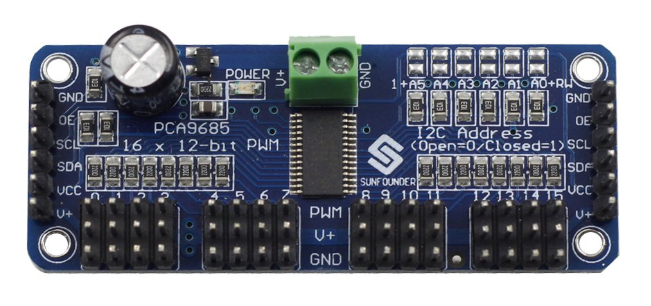 POWER
V+
GND
1+A5 A4 A3 A2 A1 A0+RW
GND
OE
SCL
SDA
VCC
V+
PCA9685
16 x 12-bit PWM
I2C Address
(Open=0/Closed=1)
SUNFOUNDER
GND
OE
SCL
SDA
VCC
V+
0 1 2 3 4 5 6 7 8 9 10 11 12 13 14 15
PWM
V+
GND